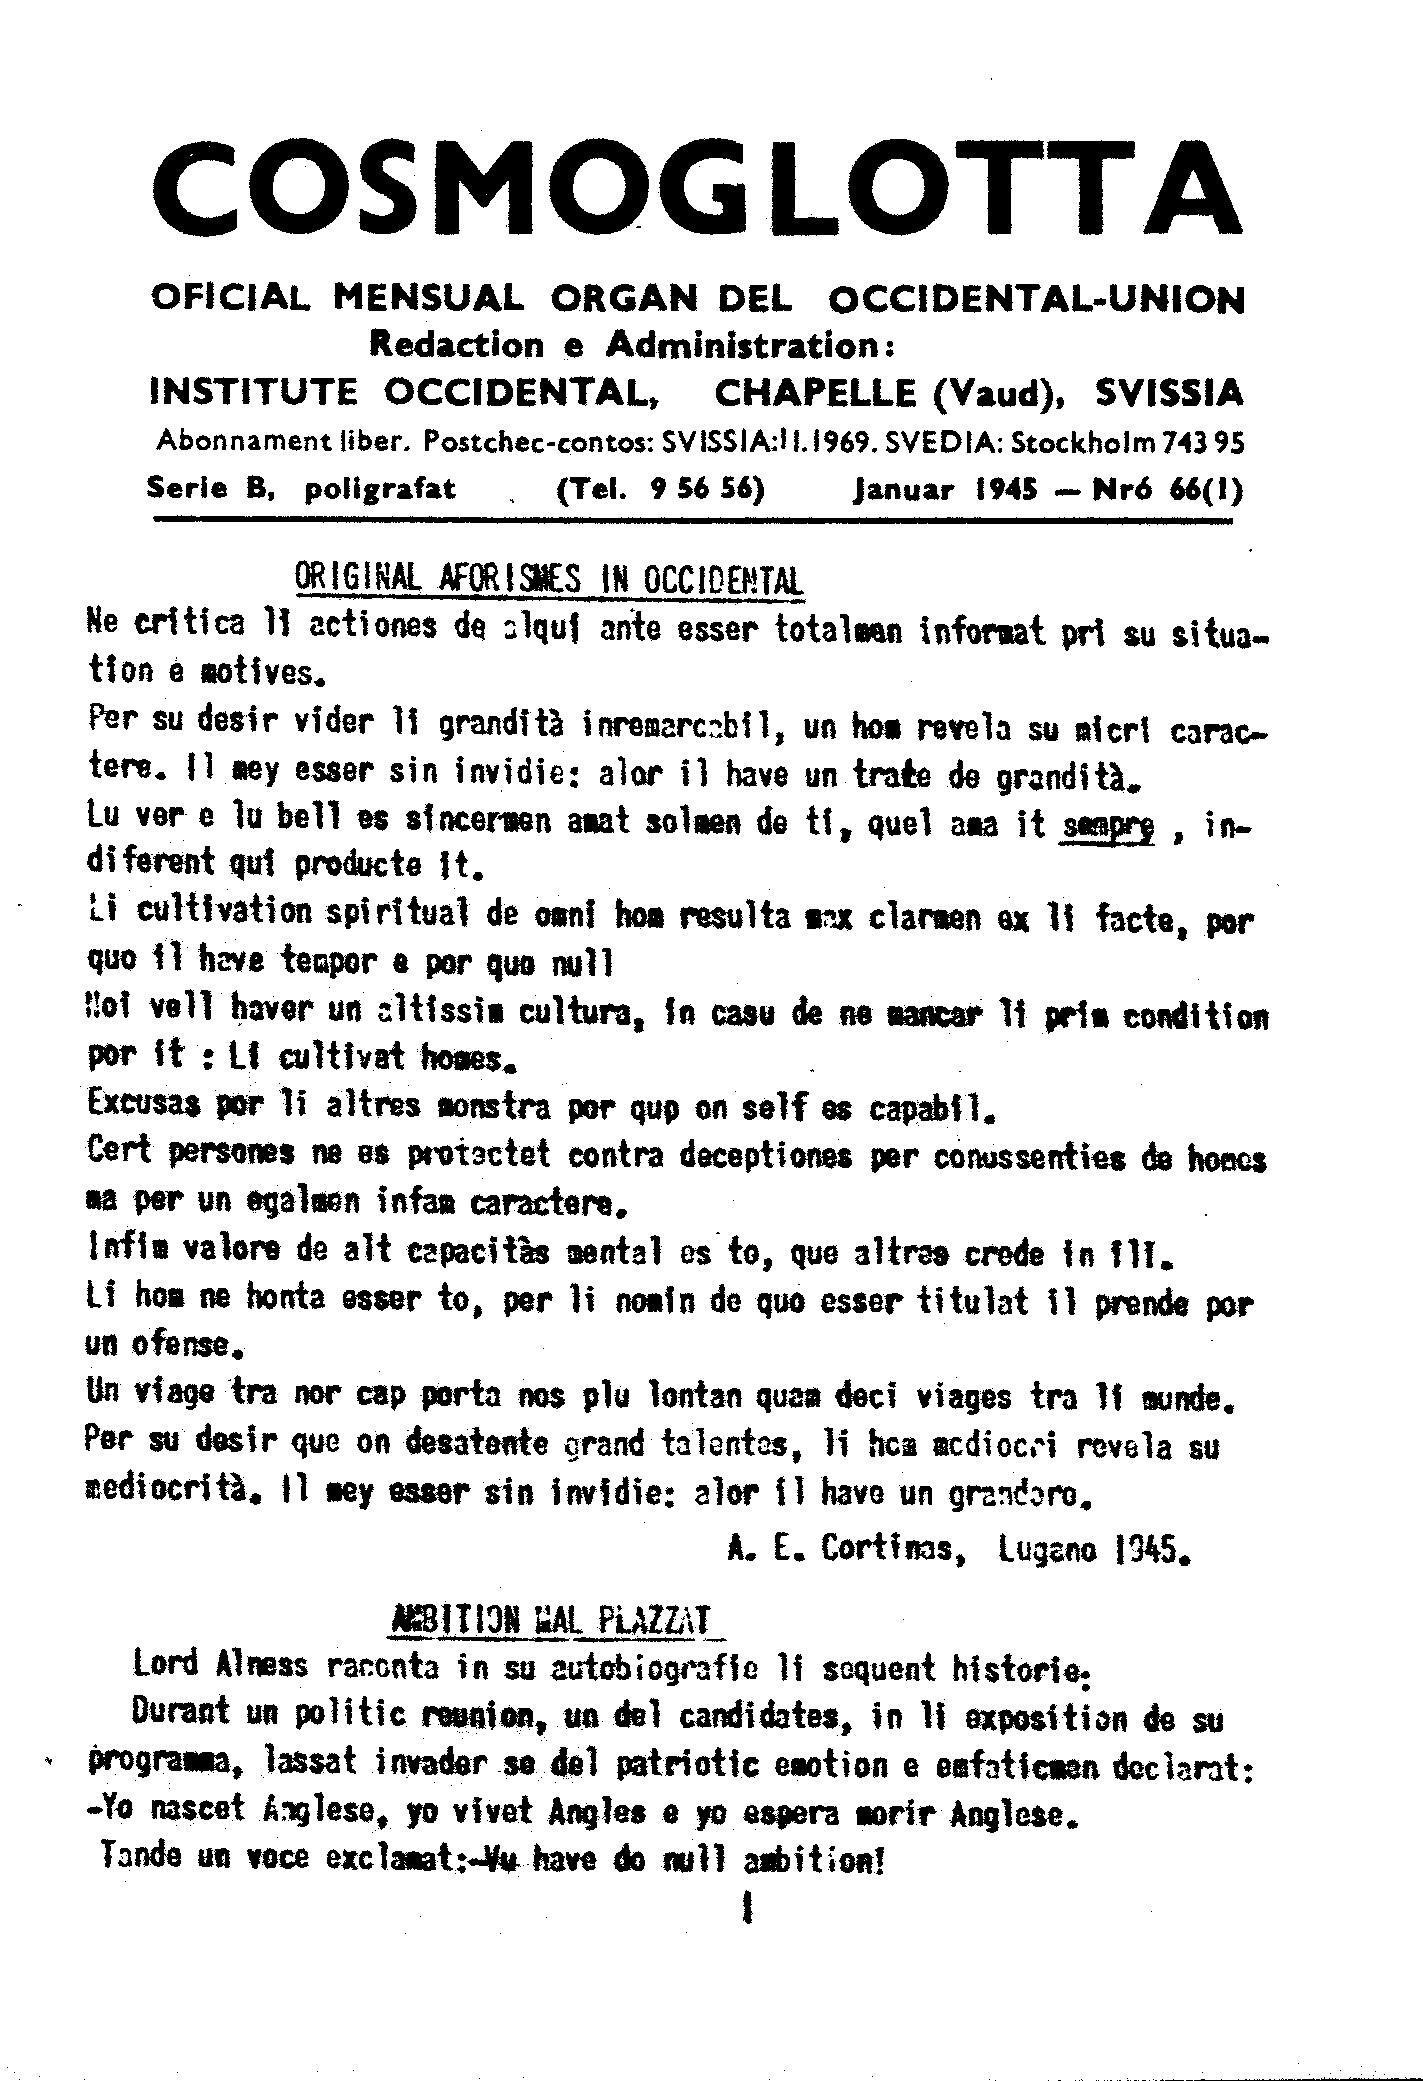 COSMOGLOTTA
OFICIAL MENSUAL ORGAN DEL OCCIDENTAL-UNION
Redaction e Administration:
INSTITUTE OCCIDENTAL, CHAPELLE (Vaud), SVISSIA
Abonnament liber. Postchec-contos: SVISSIA:II.1969. SVEDIA: Stockholm 743 95
Serie B, poligrafat (Tel. 9 56 56) Januar 1945 — Nró 66(1)
ORIGINAL AFORISMES IN OCCIDENTAL
Ne critica li actiones de alqui ante esser totalmen informat pri su situa-
tion e motives.
Per su desir vider li grandità inremarcabil, un hom revela su micri carac-
tere. Il mey esser sin invidie: alor il have un trate de grandità.
Lu ver e lu bell es sincermen amat solmen de ti, quel ama it sempre , in-
diferent qui producte it.
Li cultivation spiritual de omni hom resulta max clarmen ex li facte, por
quo il have tempor e por quo null
Noi vell haver un altissim cultura, in casu de ne mancar li prim condition
por it : Li cultivat homes.
Excusas por li altres monstra por qup on self es capabil.
Cert persones ne es protectet contra deceptiones per conussenties de homes
ma per un egalmen infam caractere.
Infim valore de alt capacitàs mental es to, que altres crede in ili.
Li hom ne honta esser to, per li nomin de quo esser titulat il prende por
un ofense.
Un viage tra nor cap porta nos plu lontan quam deci viages tra li munde.
Per su desir que on desatente grand talentes, li hom mediocri revela su
mediocrità. Il mey esser sin invidie: alor il have un grandore.
A. E. Cortinas, Lugano 1945.
AMBITION MAL PLAZZAT
Lord Alness raconta in su autobiografie li sequent historie:
Durant un politic reunion, un del candidates, in li exposition de su
programma, lassat invader se del patriotic emotion e emfaticmen declarat:
-Yo nascet Anglese, yo vivet Angles e yo espera morir Anglese.
Tande un voce exclamat:-Vu have do null ambition!
1